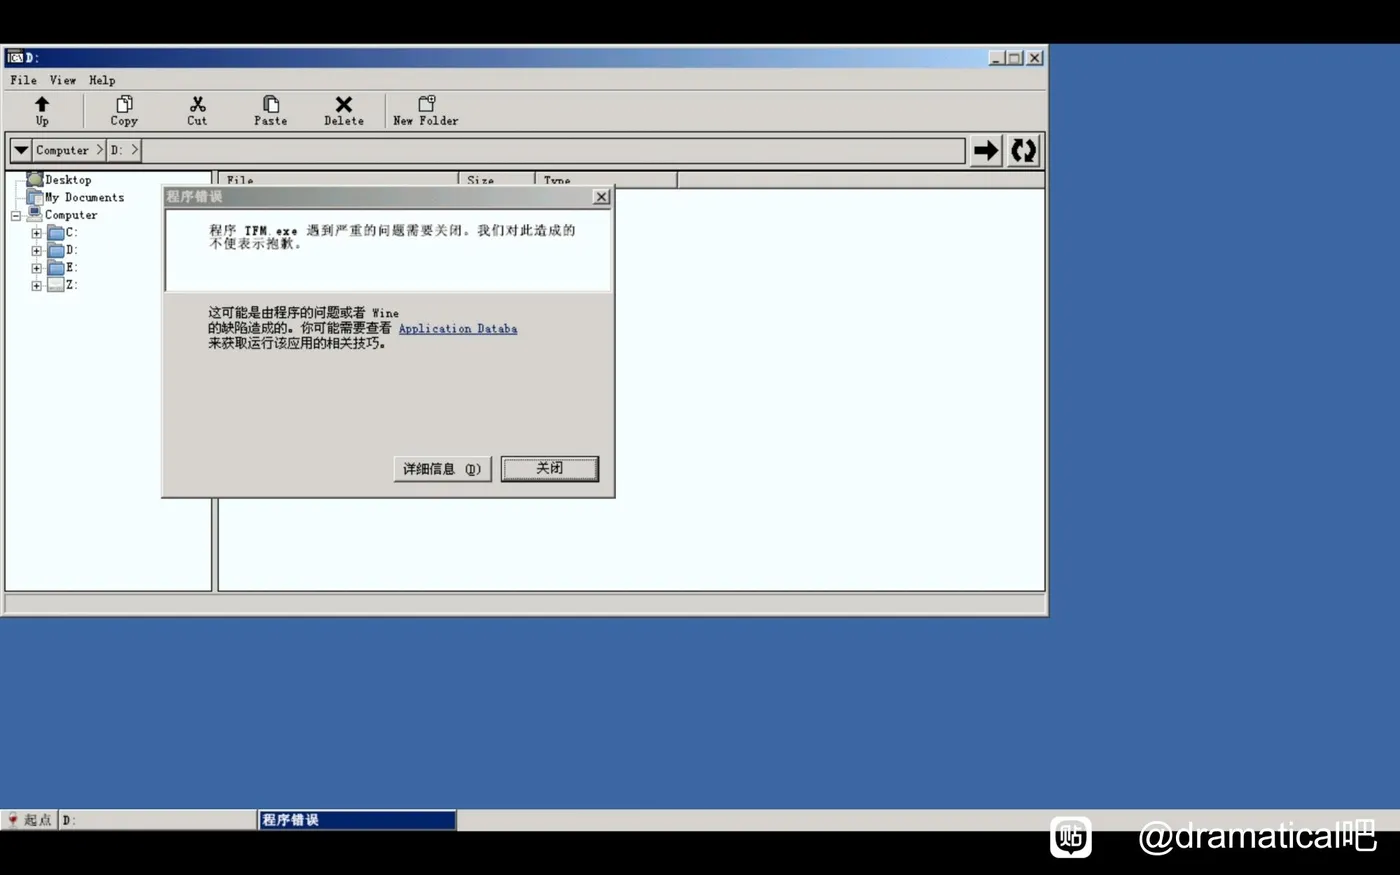 D:
File View Help
Up Copy Cut Paste Delete New Folder
Computer > D: >
Desktop
My Documents
Computer
C:
D:
E:
Z:
File Size Type
程序错误
程序 TFM.exe 遇到严重的问题需要关闭。我们对此造成的
不便表示抱歉。
这可能是由程序的问题或者 Wine
的缺陷造成的。你可能需要查看 Application Databa
来获取运行该应用的相关技巧。
详细信息 (D) 关闭
起点 D: 程序错误
贴 @dramatical吧